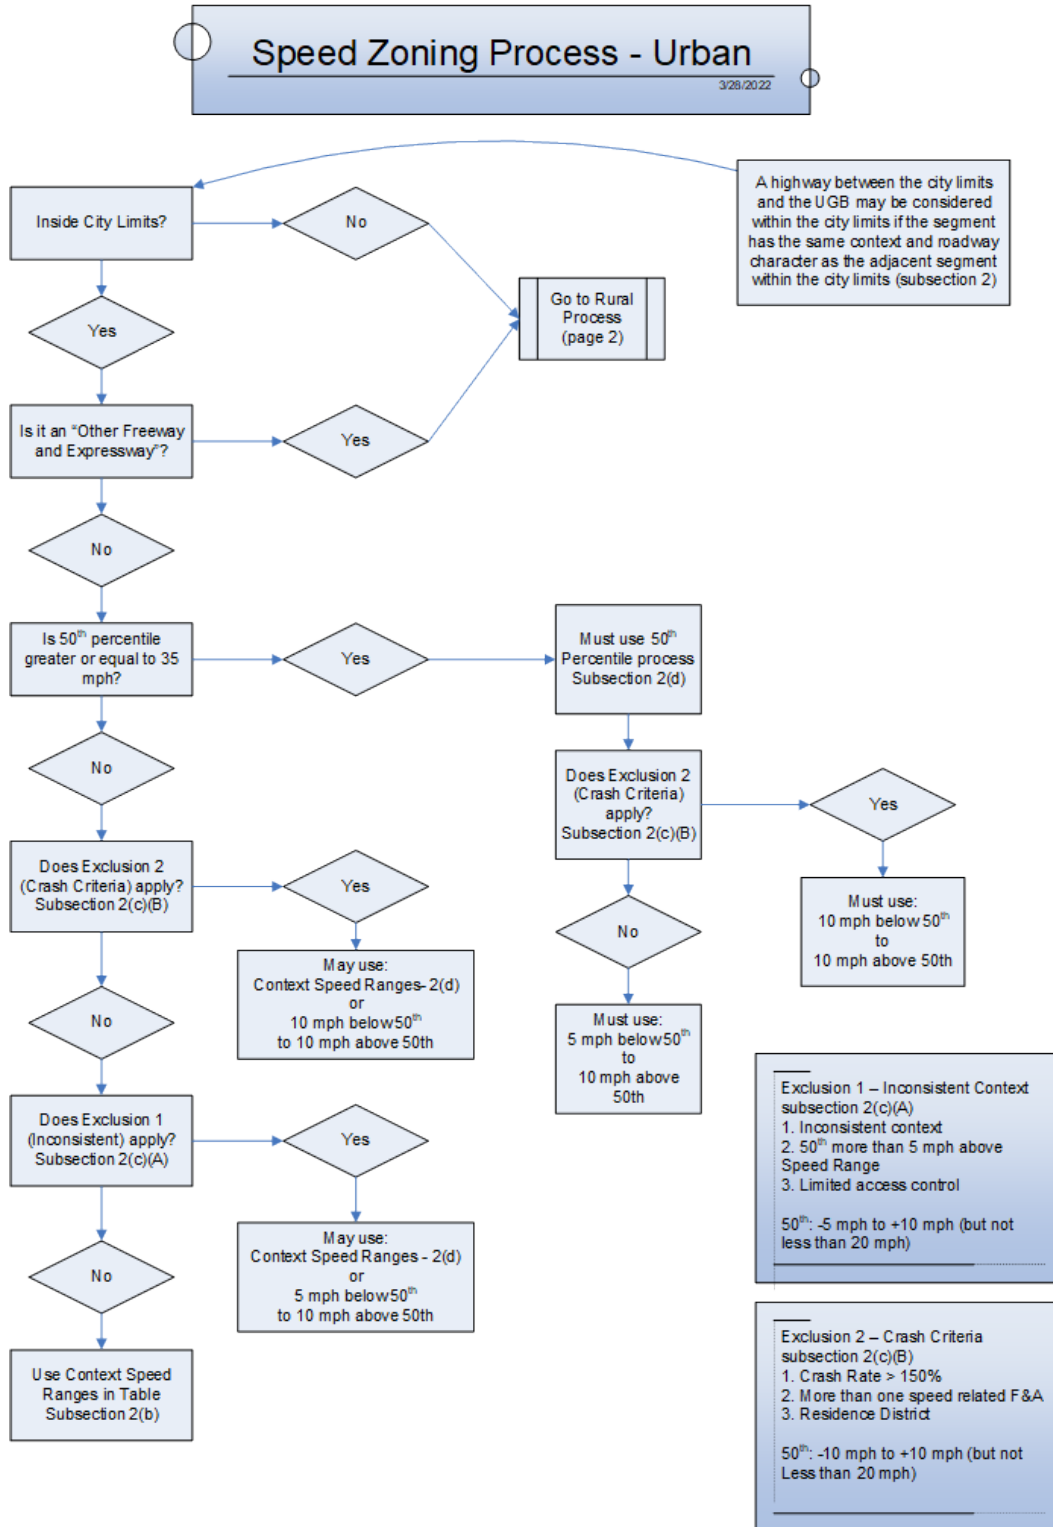 Speed Zoning Process - Urban
3/28/2022
A highway between the city limits
and the UGB may be considered
within the city limits if the segment
has the same context and roadway
character as the adjacent segment
within the city limits (subsection 2)
Inside City Limits?
No
Go to Rural
Process
(page 2)
Yes
Is it an “Other Freeway
and Expressway”?
Yes
No
Is 50th percentile
greater or equal to 35
mph?
Yes
Must use 50th
Percentile process
Subsection 2(d)
No
Does Exclusion 2
(Crash Criteria)
apply?
Subsection 2(c)(B)
Yes
Must use:
10 mph below 50th
to
10 mph above 50th
No
Must use:
5 mph below 50th
to
10 mph above
50th
Does Exclusion 2
(Crash Criteria) apply?
Subsection 2(c)(B)
Yes
May use:
Context Speed Ranges- 2(d)
or
10 mph below 50th
to 10 mph above 50th
No
Does Exclusion 1
(Inconsistent) apply?
Subsection 2(c)(A)
Yes
May use:
Context Speed Ranges - 2(d)
or
5 mph below 50th
to 10 mph above 50th
No
Use Context Speed
Ranges in Table
Subsection 2(b)
Exclusion 1 – Inconsistent Context
subsection 2(c)(A)
1. Inconsistent context
2. 50th more than 5 mph above
Speed Range
3. Limited access control
50th: -5 mph to +10 mph (but not
less than 20 mph)
Exclusion 2 – Crash Criteria
subsection 2(c)(B)
1. Crash Rate > 150%
2. More than one speed related F&A
3. Residence District
50th: -10 mph to +10 mph (but not
Less than 20 mph)